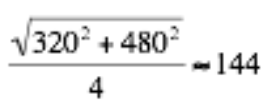 √(320² + 480²) / 4 ≈ 144